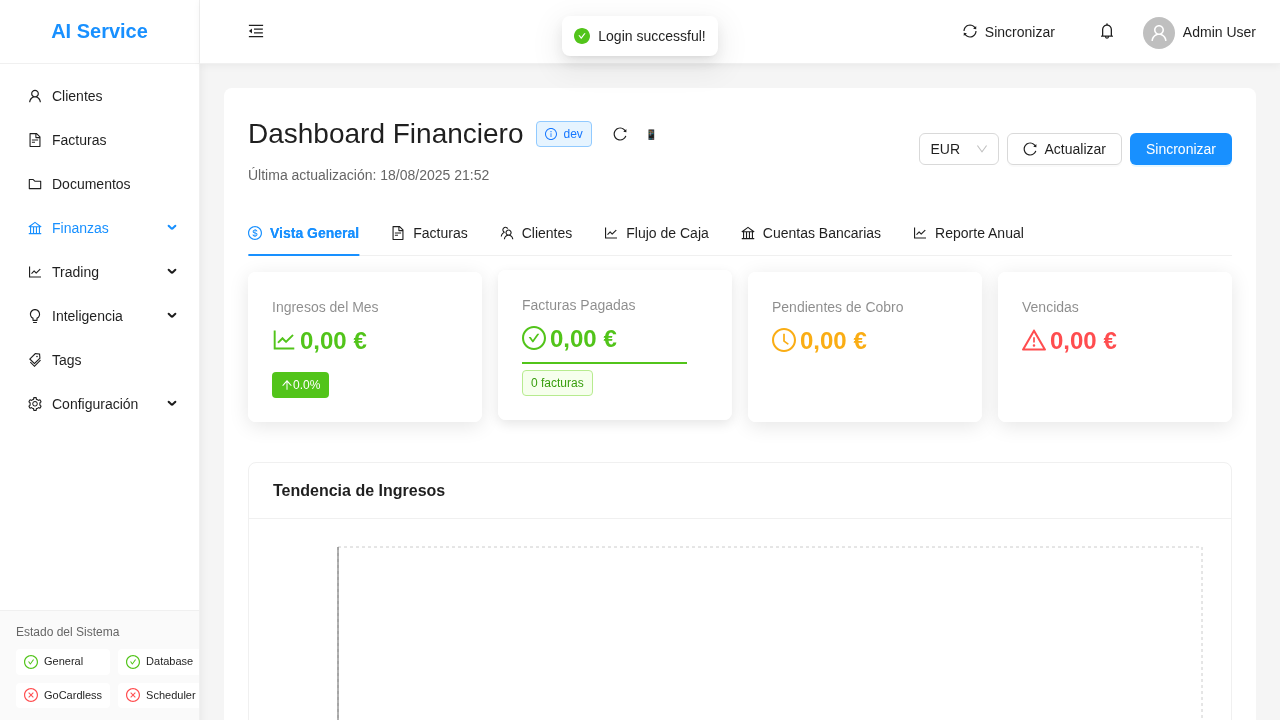 AI Service
Login successful!
Sincronizar
Admin User
Clientes
Facturas
Documentos
Finanzas
Trading
Inteligencia
Tags
Configuración
Estado del Sistema
General
Database
GoCardless
Scheduler
Dashboard Financiero
dev
Última actualización: 18/08/2025 21:52
EUR
Actualizar
Sincronizar
Vista General
Facturas
Clientes
Flujo de Caja
Cuentas Bancarias
Reporte Anual
Ingresos del Mes
0,00 €
0.0%
Facturas Pagadas
0,00 €
0 facturas
Pendientes de Cobro
0,00 €
Vencidas
0,00 €
Tendencia de Ingresos